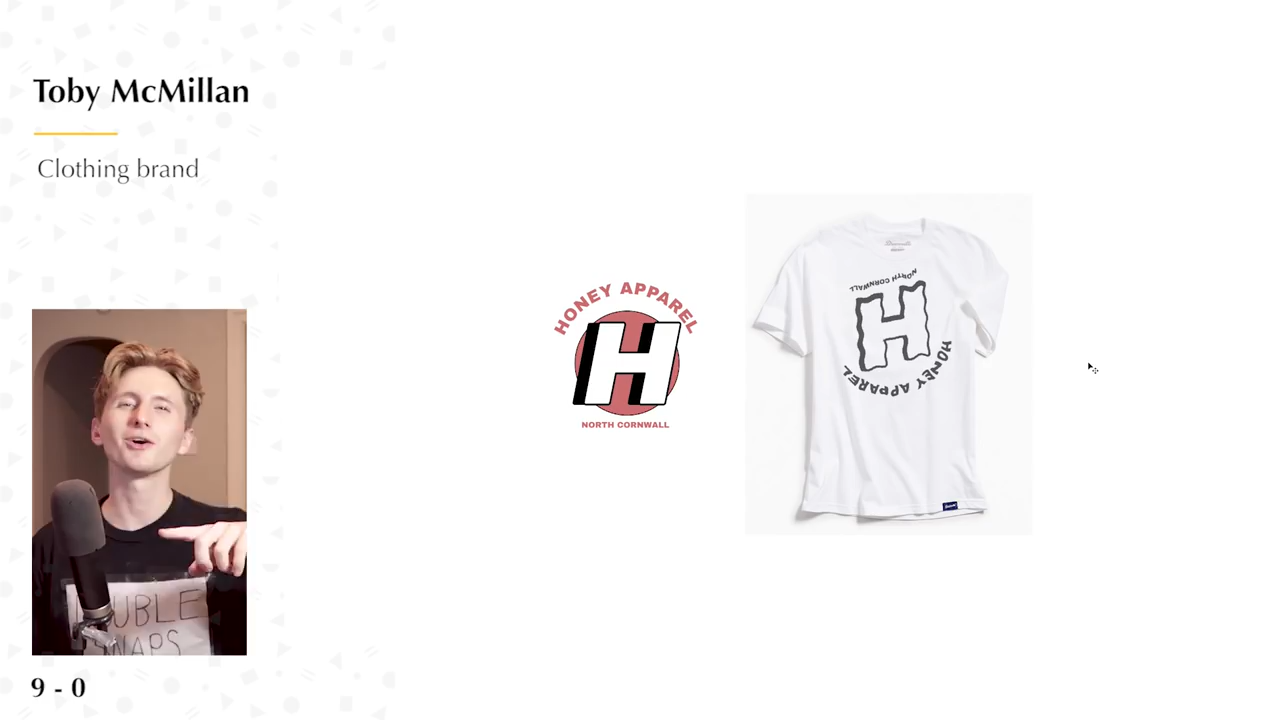 Toby McMillan
Clothing brand
HONEY APPAREL
H
NORTH CORNWALL
NORTH CORNWALL
H
HONEY APPAREL
9 - 0